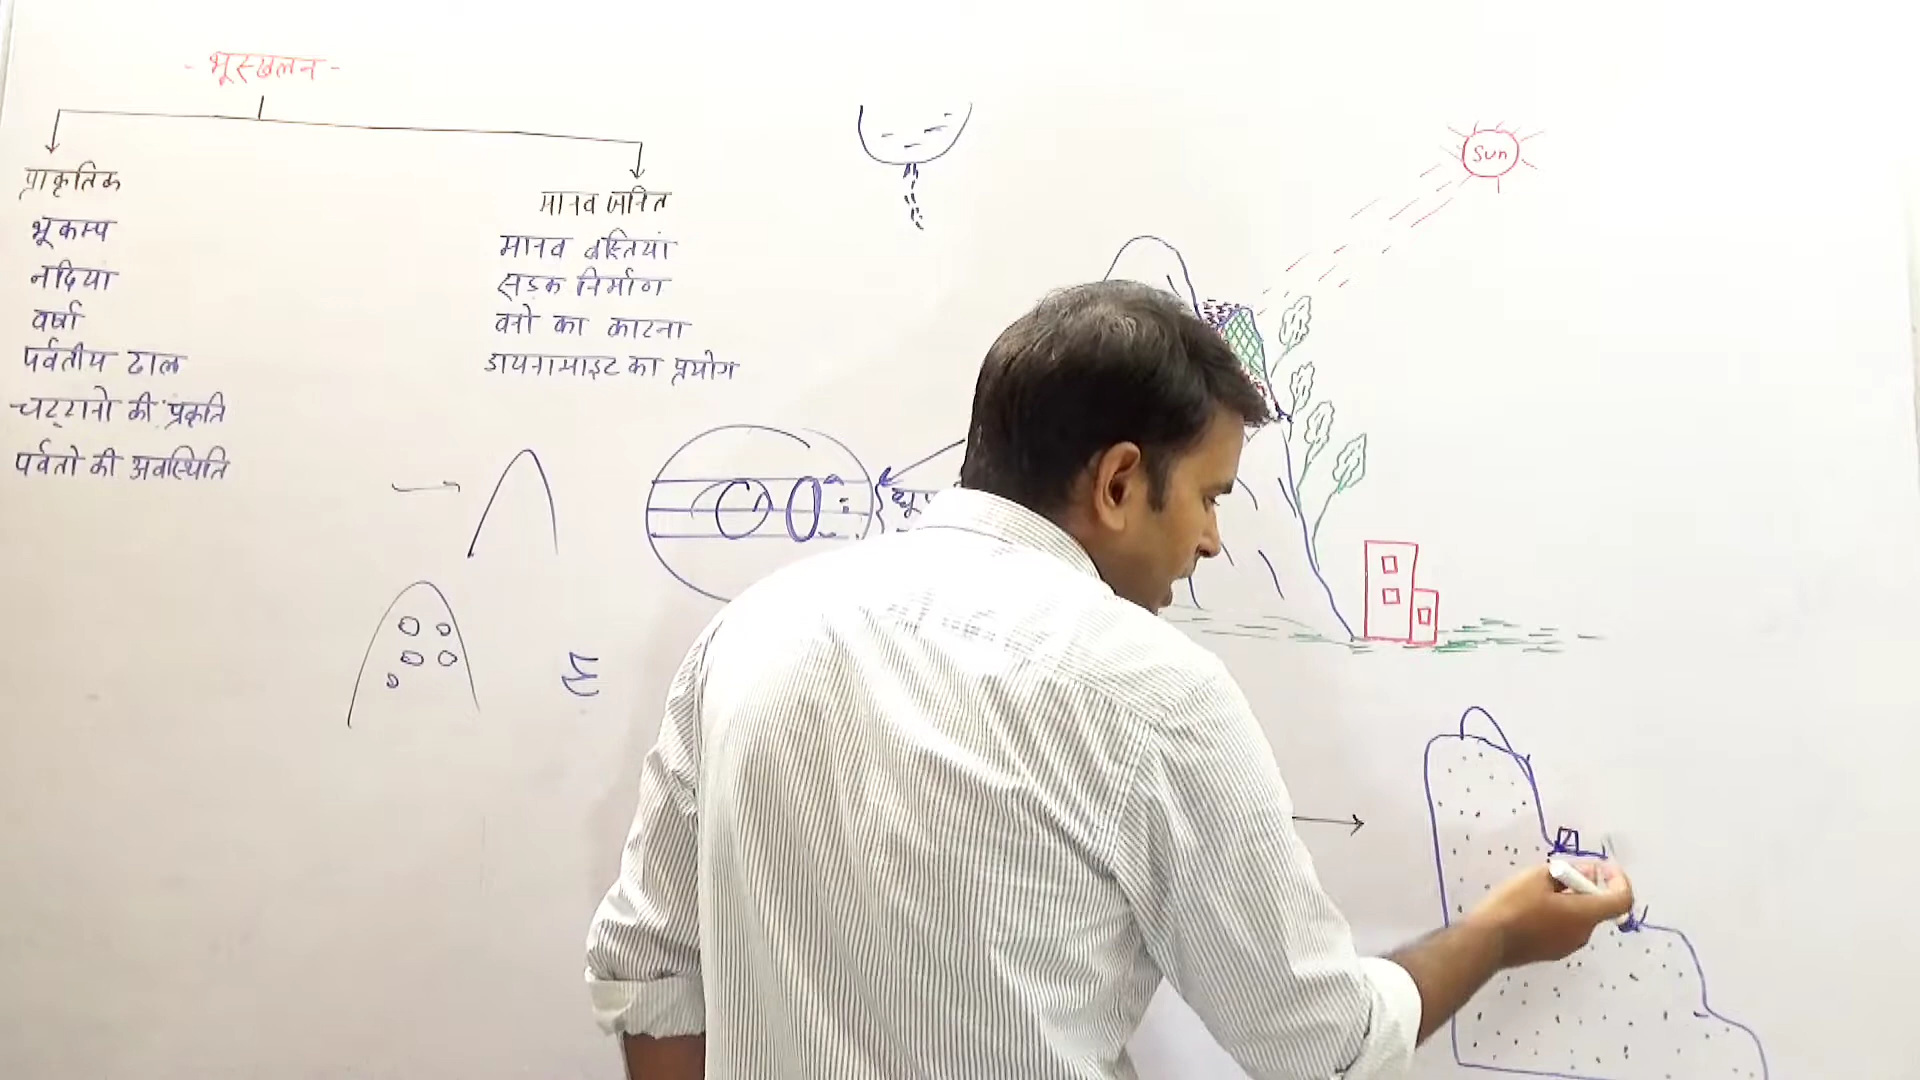 - भूस्खलन -
प्राकृतिक
भूकम्प
नदियां
वर्षा
पर्वतीय ढाल
चट्टानो की प्रकृति
पर्वतो की अवस्थिति
मानव जनित
मानव बस्तियां
सड़क निर्माण
वनो का काटना
डायनामाइट का प्रयोग
Sun